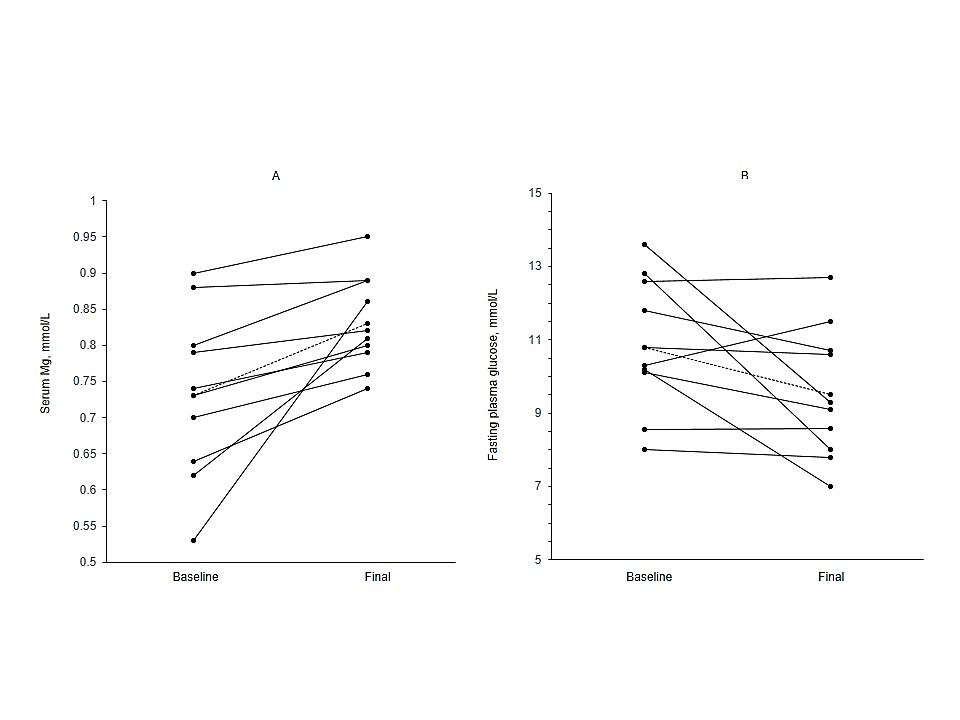 A
1
0.95
0.9
0.85
0.8
0.75
0.7
0.65
0.6
0.55
0.5
Serum Mg, mmol/L
Baseline Final
B
15
13
11
9
7
5
Fasting plasma glucose, mmol/L
Baseline Final